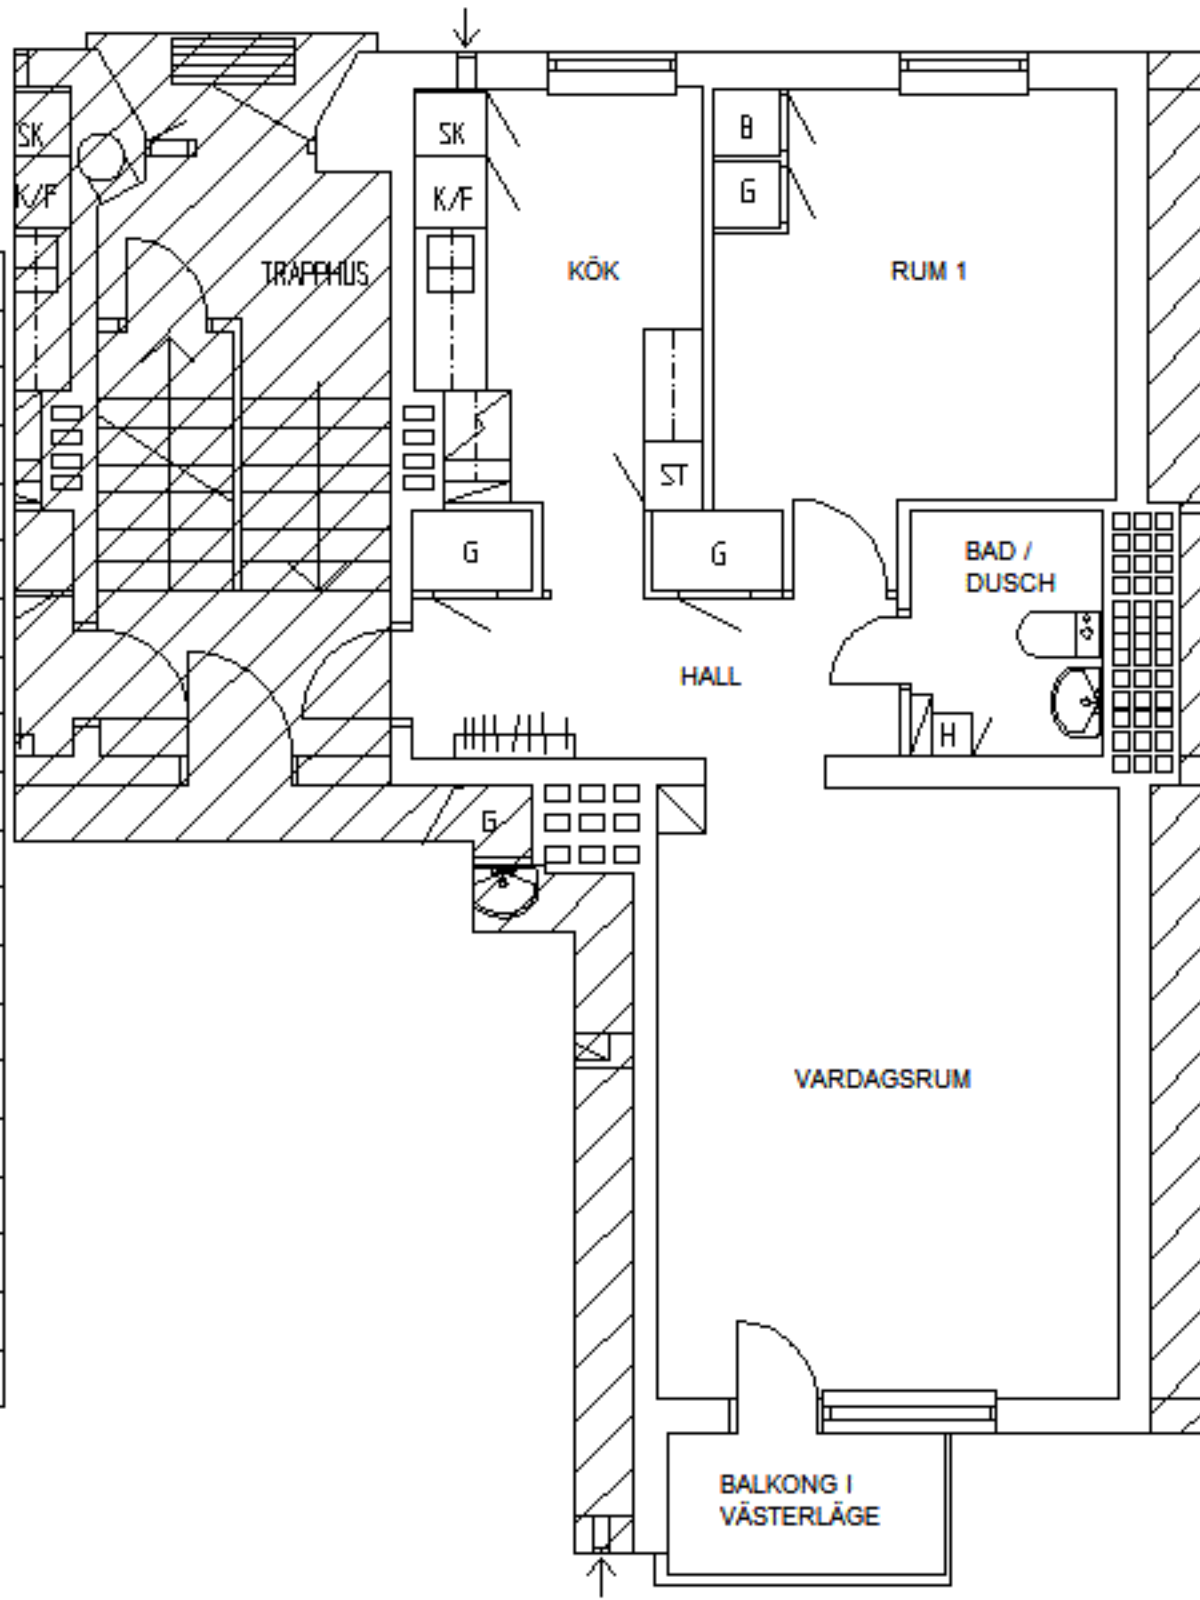 SK
K/F
SK
K/F
B
G
TRAPPHUS
KÖK
RUM 1
ST
G
G
BAD /
DUSCH
HALL
H
G
VARDAGSRUM
BALKONG I
VÄSTERLÄGE